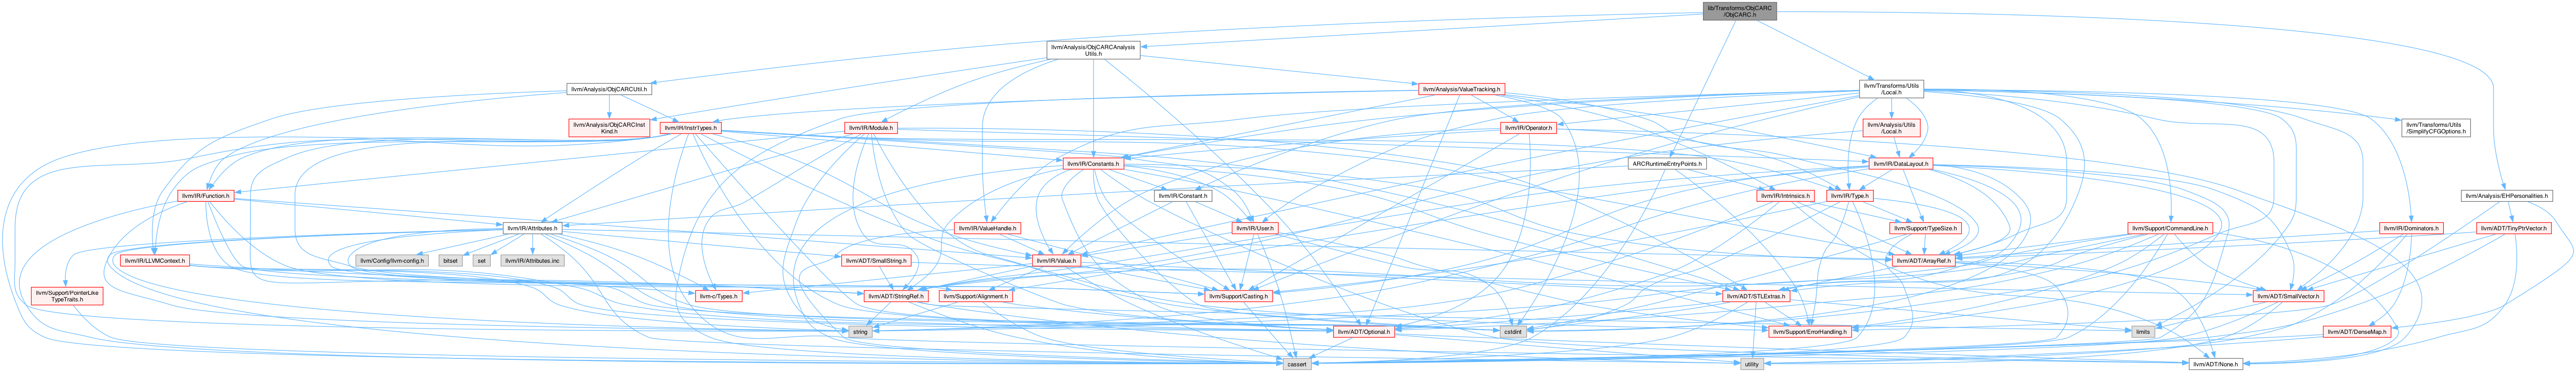 lib/Transforms/ObjCARC
/ObjCARC.h
llvm/Analysis/ObjCARCAnalysis
Utils.h
llvm/Analysis/ObjCARCUtil.h
llvm/Analysis/ValueTracking.h
llvm/Transforms/Utils
/Local.h
llvm/Analysis/ObjCARCInst
Kind.h
llvm/IR/InstrTypes.h
llvm/IR/Module.h
llvm/IR/Operator.h
llvm/Analysis/Utils
/Local.h
llvm/Transforms/Utils
/SimplifyCFGOptions.h
llvm/IR/Constants.h
ARCRuntimeEntryPoints.h
llvm/IR/DataLayout.h
llvm/IR/Function.h
llvm/IR/Constant.h
llvm/IR/Intrinsics.h
llvm/IR/Type.h
llvm/Analysis/EHPersonalities.h
llvm/IR/Attributes.h
llvm/IR/ValueHandle.h
llvm/IR/User.h
llvm/Support/TypeSize.h
llvm/Support/CommandLine.h
llvm/IR/Dominators.h
llvm/ADT/TinyPtrVector.h
llvm/IR/LLVMContext.h
llvm/Config/llvm-config.h
bitset
set
llvm/IR/Attributes.inc
llvm/ADT/SmallString.h
llvm/IR/Value.h
llvm/ADT/ArrayRef.h
llvm/Support/PointerLike
TypeTraits.h
llvm-c/Types.h
llvm/ADT/StringRef.h
llvm/Support/Alignment.h
llvm/Support/Casting.h
llvm/ADT/STLExtras.h
llvm/ADT/SmallVector.h
string
llvm/ADT/Optional.h
cstdint
llvm/Support/ErrorHandling.h
limits
llvm/ADT/DenseMap.h
cassert
utility
llvm/ADT/None.h